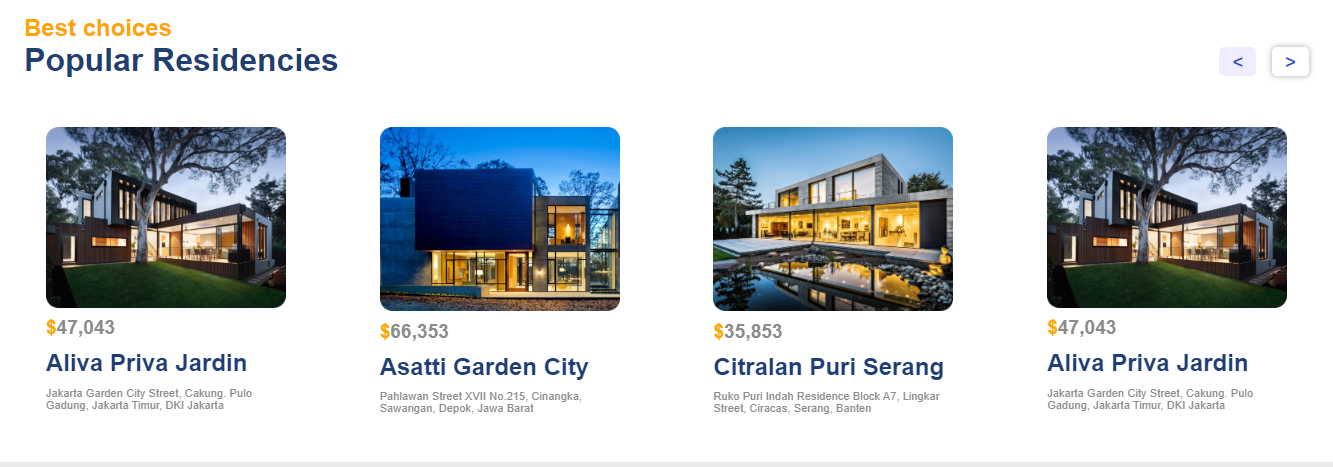 Best choices
Popular Residencies
< >
$47,043
Aliva Priva Jardin
Jakarta Garden City Street, Cakung. Pulo
Gadung, Jakarta Timur, DKI Jakarta
$66,353
Asatti Garden City
Pahlawan Street XVII No.215, Cinangka,
Sawangan, Depok, Jawa Barat
$35,853
Citralan Puri Serang
Ruko Puri Indah Residence Block A7, Lingkar
Street, Ciracas, Serang, Banten
$47,043
Aliva Priva Jardin
Jakarta Garden City Street, Cakung. Pulo
Gadung, Jakarta Timur, DKI Jakarta